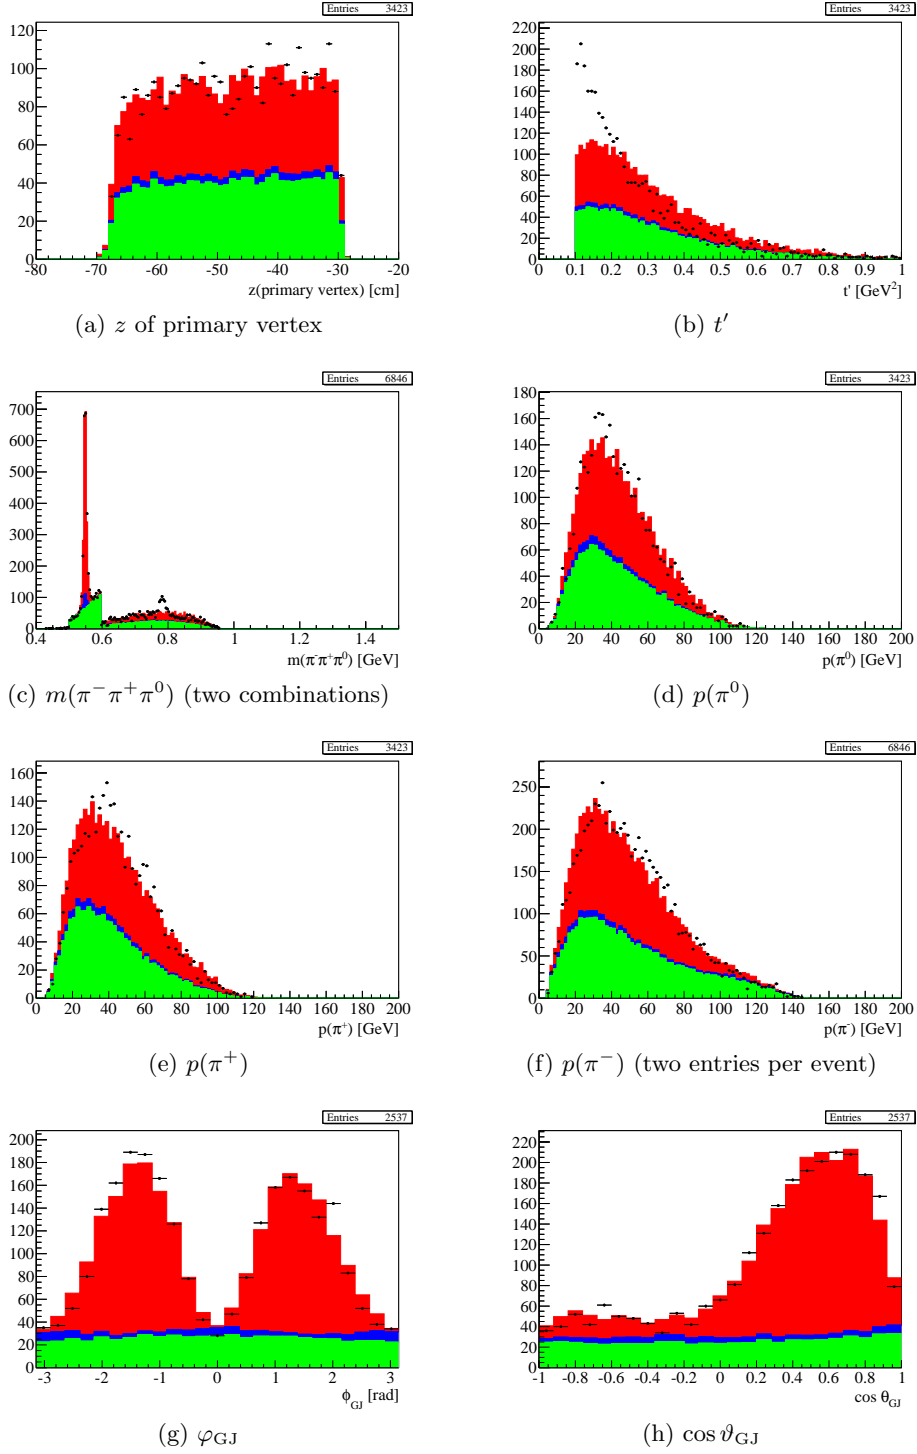 Entries 3423
120
100
80
60
40
20
0
-80 -70 -60 -50 -40 -30 -20
z(primary vertex) [cm]
(a) z of primary vertex
Entries 3423
220
200
180
160
140
120
100
80
60
40
20
0
0 0.1 0.2 0.3 0.4 0.5 0.6 0.7 0.8 0.9 1
t' [GeV²]
(b) t′
Entries 6846
700
600
500
400
300
200
100
0
0.4 0.6 0.8 1 1.2 1.4
m(π⁻π⁺π⁰) [GeV]
(c) m(π⁻π⁺π⁰) (two combinations)
Entries 3423
180
160
140
120
100
80
60
40
20
0
0 20 40 60 80 100 120 140 160 180 200
p(π⁰) [GeV]
(d) p(π⁰)
Entries 3423
160
140
120
100
80
60
40
20
0
0 20 40 60 80 100 120 140 160 180 200
p(π⁺) [GeV]
(e) p(π⁺)
Entries 6846
250
200
150
100
50
0
0 20 40 60 80 100 120 140 160 180 200
p(π⁻) [GeV]
(f) p(π⁻) (two entries per event)
Entries 2537
200
180
160
140
120
100
80
60
40
20
0
-3 -2 -1 0 1 2 3
ϕGJ [rad]
(g) φGJ
Entries 2537
220
200
180
160
140
120
100
80
60
40
20
0
-1 -0.8 -0.6 -0.4 -0.2 0 0.2 0.4 0.6 0.8 1
cos θGJ
(h) cos ϑGJ